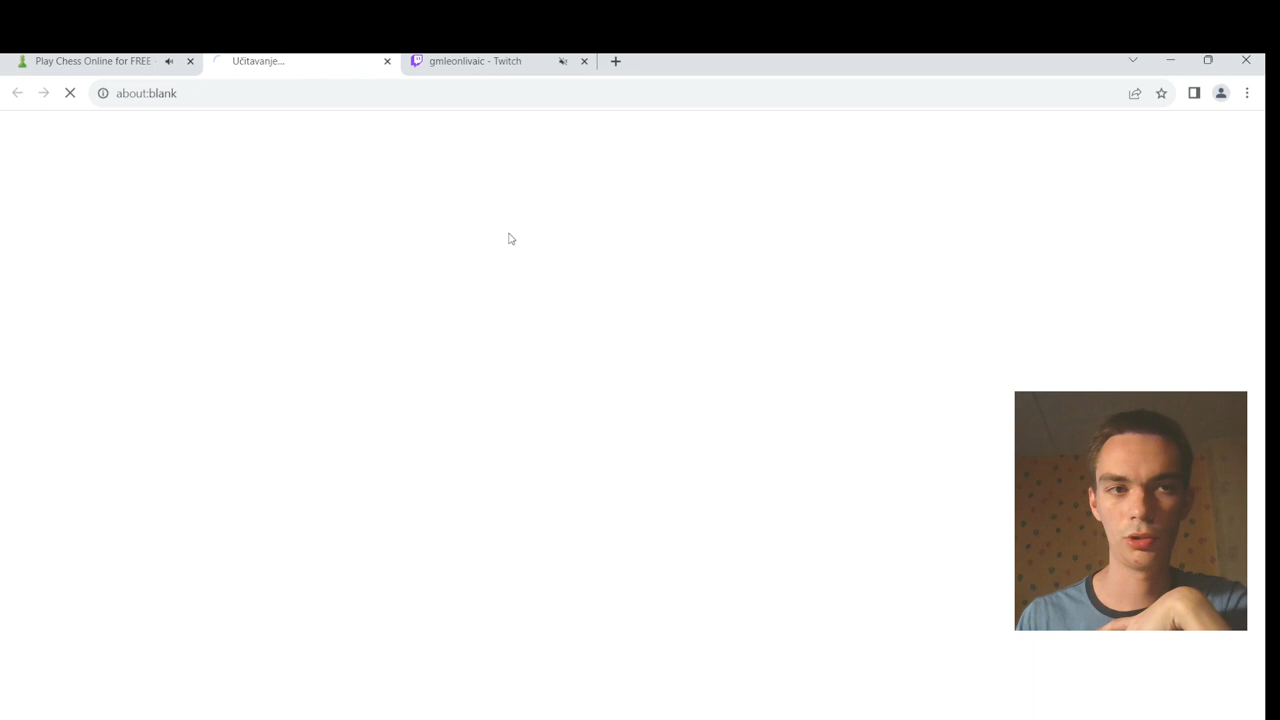 Play Chess Online for FREE
Učitavanje...
gmleonlivaic - Twitch
about:blank